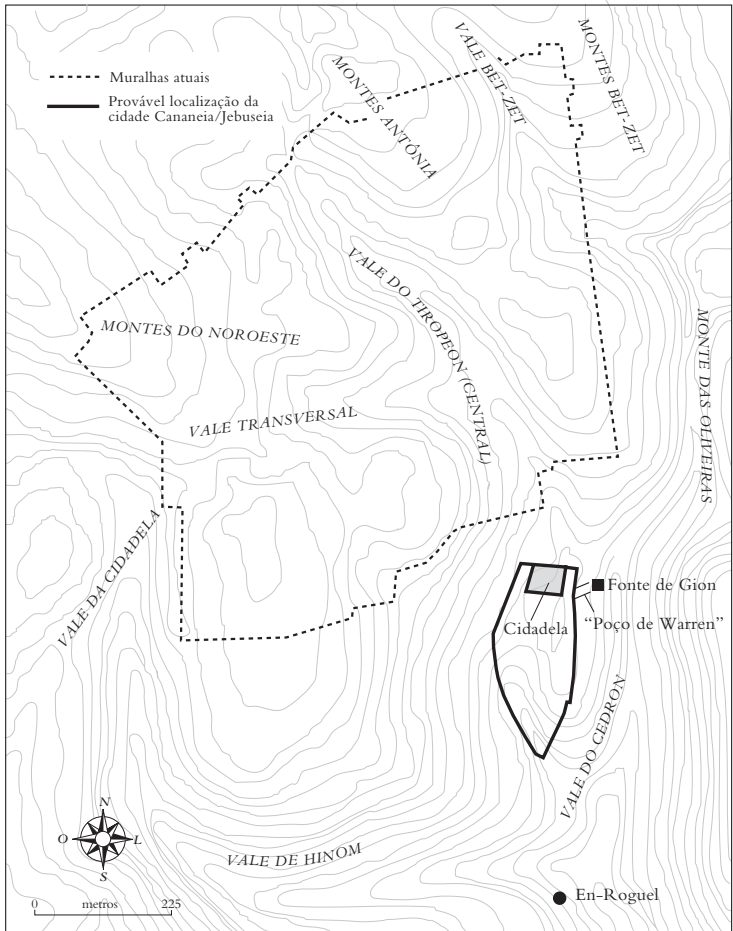 VALE BET-ZET
MONTES BET-ZET
Muralhas atuais
Provável localização da
cidade Cananeia/Jebuseia
MONTES ANTÔNIA
VALE DO TIROPEON (CENTRAL)
MONTES DO NOROESTE
MONTE DAS OLIVEIRAS
VALE TRANSVERSAL
VALE DA CIDADELA
Fonte de Gion
Cidadela
“Poço de Warren”
VALE DO CEDRON
N
O
L
S
VALE DE HINOM
0 metros 225
En-Roguel